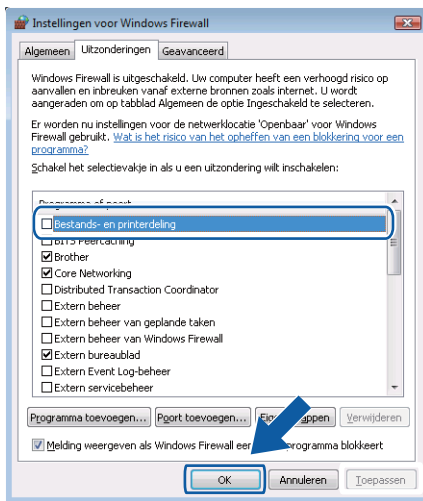 Instellingen voor Windows Firewall
Algemeen Uitzonderingen Geavanceerd
Windows Firewall is uitgeschakeld. Uw computer heeft een verhoogd risico op
aanvallen en inbreuken vanaf externe bronnen zoals internet. U wordt
aangeraden om op tabblad Algemeen de optie Ingeschakeld te selecteren.
Er worden nu instellingen voor de netwerklocatie 'Openbaar' voor Windows
Firewall gebruikt. Wat is het risico van het opheffen van een blokkering voor een
programma?
Schakel het selectievakje in als u een uitzondering wilt inschakelen:
Programma of poort
Bestands- en printerdeling
BITS Peercaching
Brother
Core Networking
Distributed Transaction Coordinator
Extern beheer
Extern beheer van geplande taken
Extern beheer van Windows Firewall
Extern bureaublad
Extern Event Log-beheer
Extern servicebeheer
Programma toevoegen... Poort toevoegen... Verwijderen
Melding weergeven als Windows Firewall programma blokkeert
OK Annuleren Toepassen